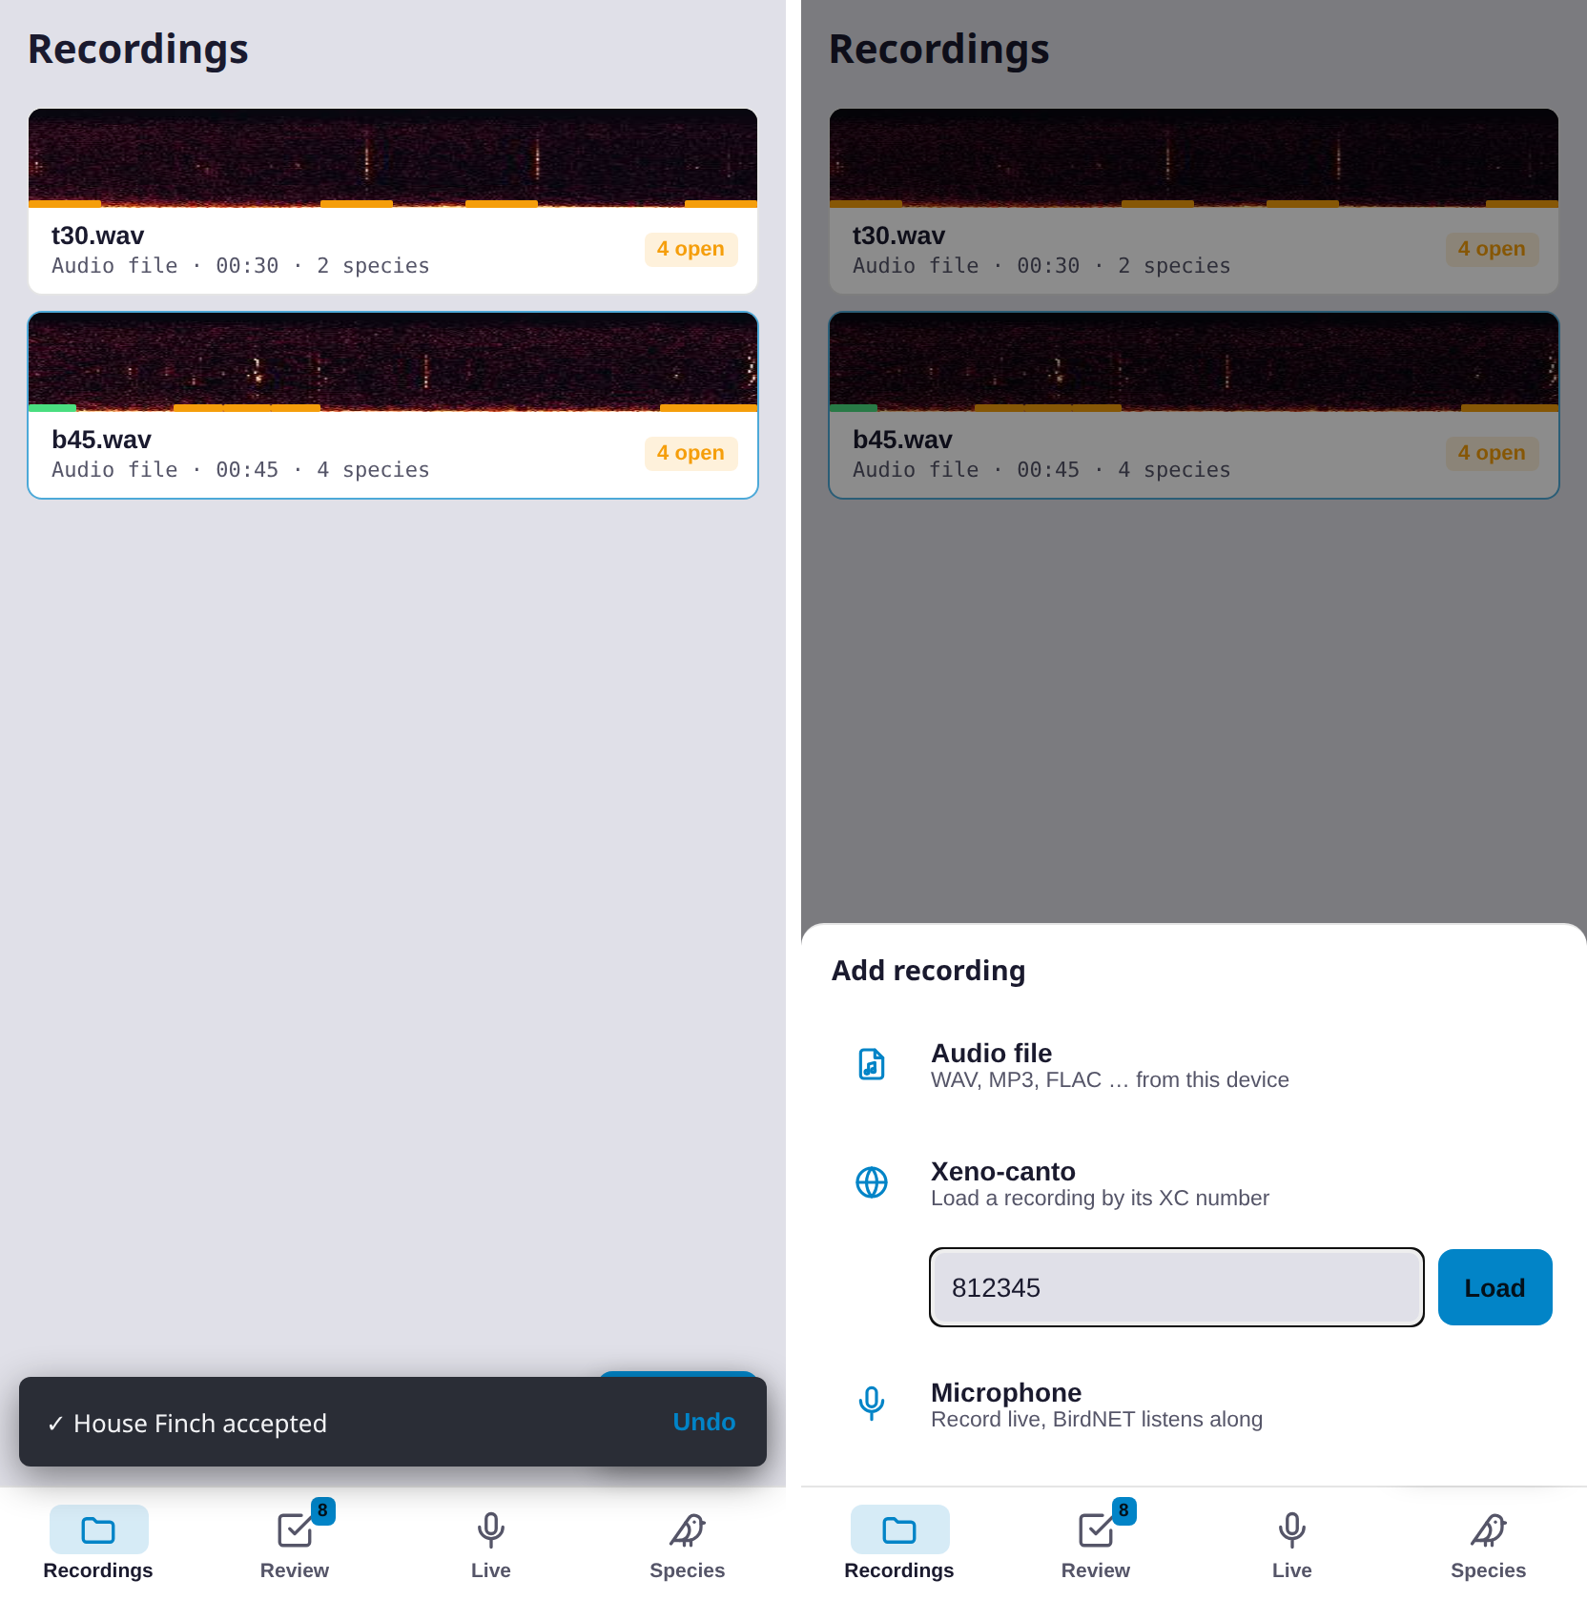 Recordings
t30.wav
Audio file · 00:30 · 2 species
4 open
b45.wav
Audio file · 00:45 · 4 species
4 open
✓ House Finch accepted
Undo
8
Recordings
Review
Live
Species
Recordings
t30.wav
Audio file · 00:30 · 2 species
4 open
b45.wav
Audio file · 00:45 · 4 species
4 open
Add recording
Audio file
WAV, MP3, FLAC … from this device
Xeno-canto
Load a recording by its XC number
812345
Load
Microphone
Record live, BirdNET listens along
8
Recordings
Review
Live
Species